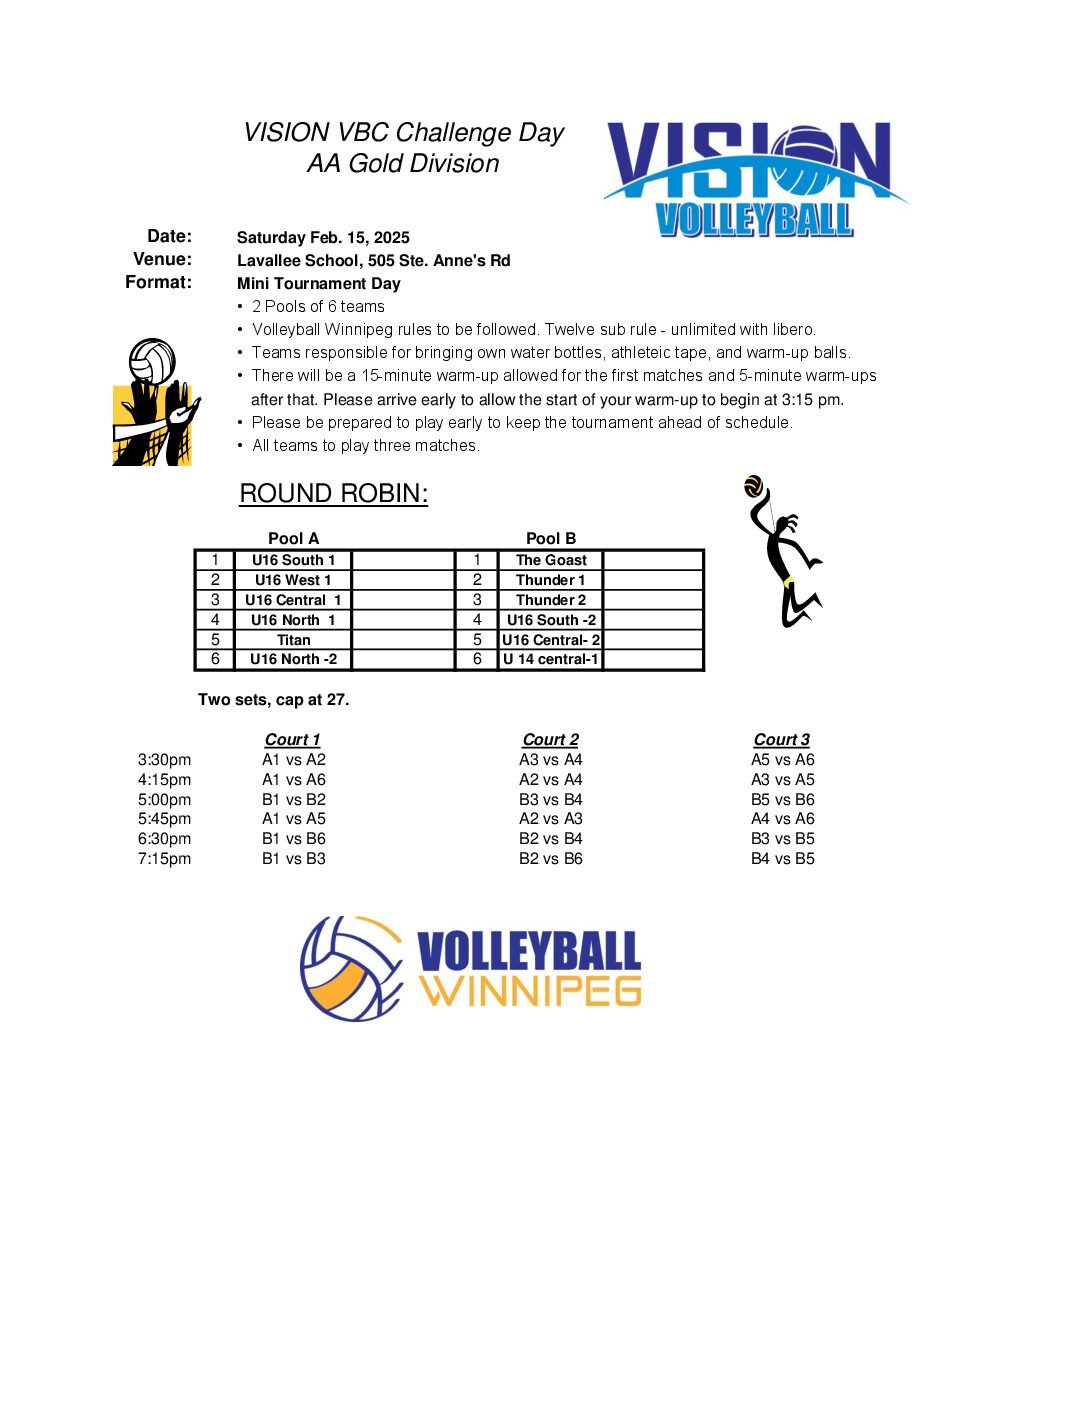 VISION VBC Challenge Day
AA Gold Division
VISION
VOLLEYBALL
Date: Saturday Feb. 15, 2025
Venue: Lavallee School, 505 Ste. Anne's Rd
Format: Mini Tournament Day
• 2 Pools of 6 teams
• Volleyball Winnipeg rules to be followed. Twelve sub rule - unlimited with libero.
• Teams responsible for bringing own water bottles, athleteic tape, and warm-up balls.
• There will be a 15-minute warm-up allowed for the first matches and 5-minute warm-ups
after that. Please arrive early to allow the start of your warm-up to begin at 3:15 pm.
• Please be prepared to play early to keep the tournament ahead of schedule.
• All teams to play three matches.
ROUND ROBIN:
Pool A Pool B
1 U16 South 1 1 The Goast
2 U16 West 1 2 Thunder 1
3 U16 Central 1 3 Thunder 2
4 U16 North 1 4 U16 South -2
5 Titan 5 U16 Central- 2
6 U16 North -2 6 U 14 central-1
Two sets, cap at 27.
Court 1 Court 2 Court 3
3:30pm A1 vs A2 A3 vs A4 A5 vs A6
4:15pm A1 vs A6 A2 vs A4 A3 vs A5
5:00pm B1 vs B2 B3 vs B4 B5 vs B6
5:45pm A1 vs A5 A2 vs A3 A4 vs A6
6:30pm B1 vs B6 B2 vs B4 B3 vs B5
7:15pm B1 vs B3 B2 vs B6 B4 vs B5
VOLLEYBALL
WINNIPEG